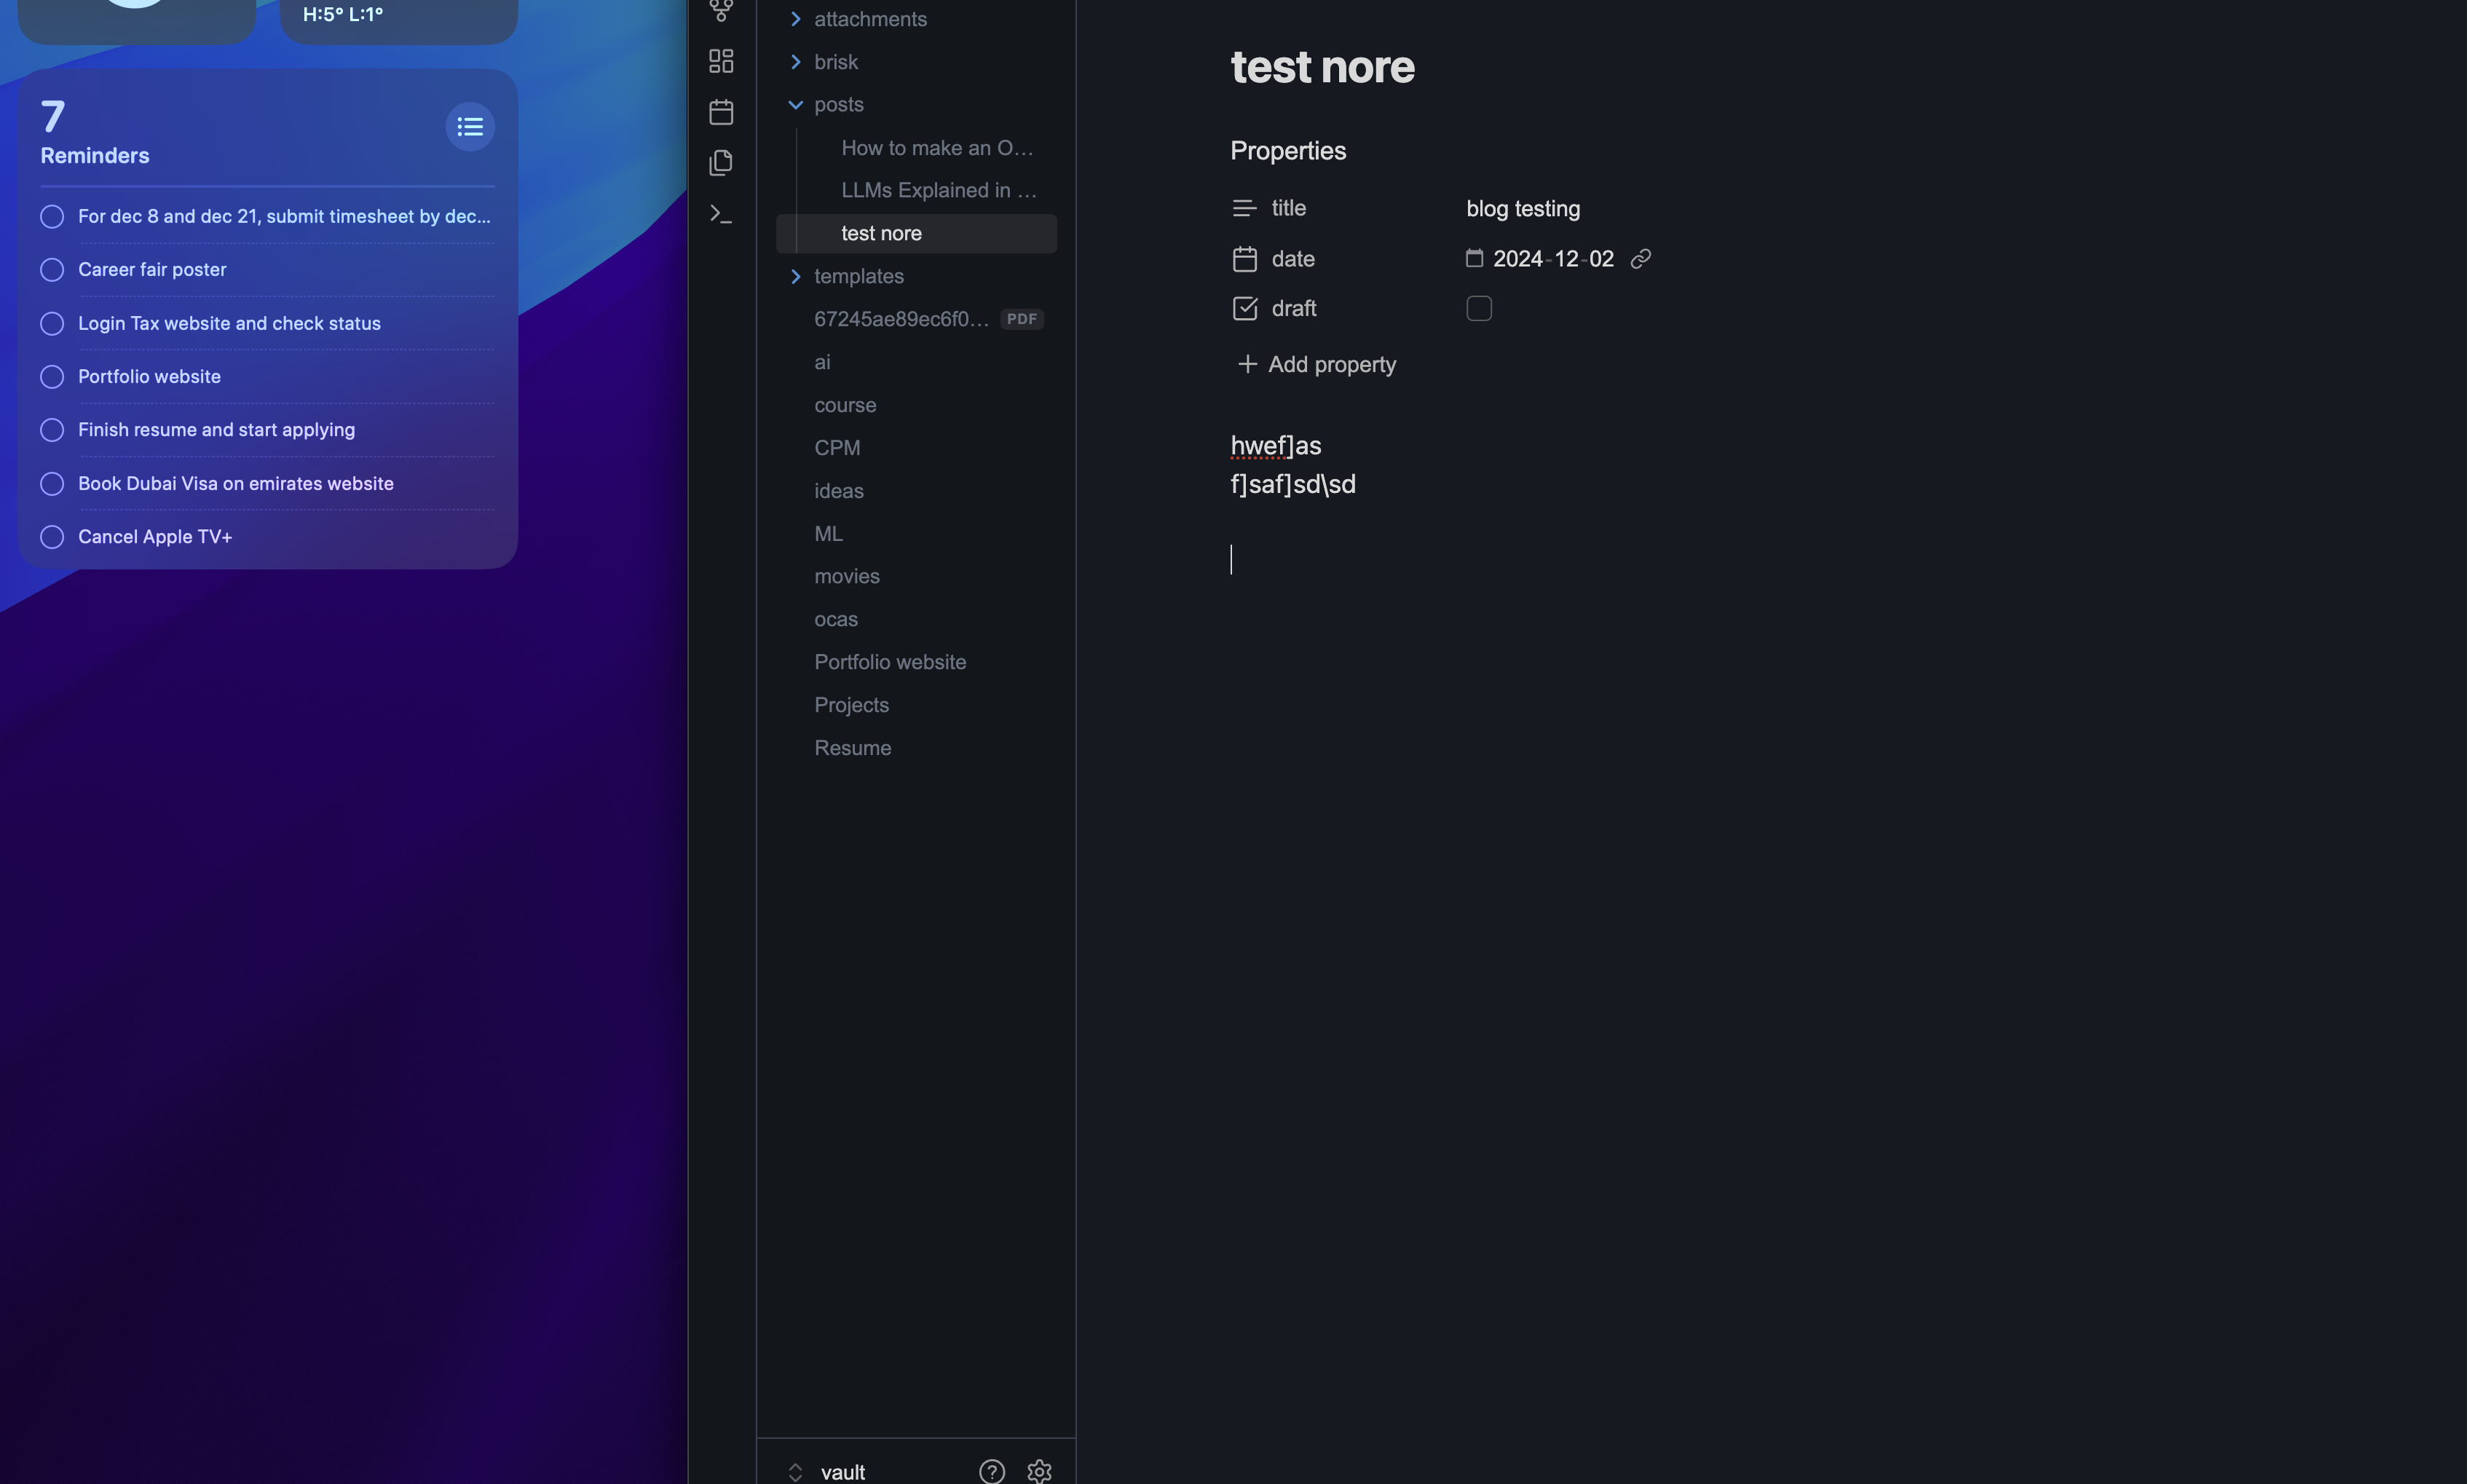 H:5° L:1°
7
Reminders
For dec 8 and dec 21, submit timesheet by dec...
Career fair poster
Login Tax website and check status
Portfolio website
Finish resume and start applying
Book Dubai Visa on emirates website
Cancel Apple TV+
attachments
brisk
posts
How to make an O...
LLMs Explained in ...
test nore
templates
67245ae89ec6f0... PDF
ai
course
CPM
ideas
ML
movies
ocas
Portfolio website
Projects
Resume
vault
test nore
Properties
title blog testing
date 2024-12-02
draft
Add property
hwef]as
f]saf]sd\sd